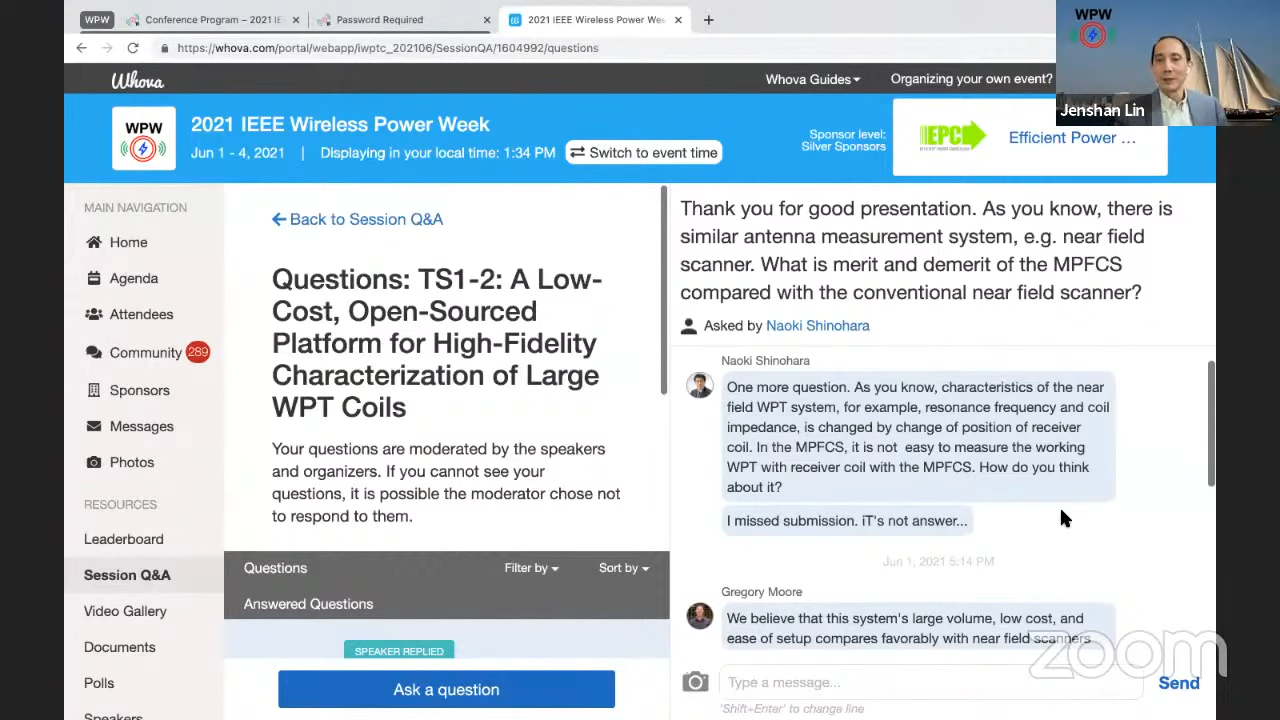 WPW
Conference Program – 2021 IE
Password Required
2021 IEEE Wireless Power Wee
https://whova.com/portal/webapp/iwptc_202106/SessionQA/1604992/questions
Whova
Whova Guides
Organizing your own event?
WPW
Jenshan Lin
WPW
2021 IEEE Wireless Power Week
Jun 1 - 4, 2021 | Displaying in your local time: 1:34 PM
Switch to event time
Sponsor level:
Silver Sponsors
EPC
Efficient Power ...
MAIN NAVIGATION
Home
Agenda
Attendees
Community 289
Sponsors
Messages
Photos
RESOURCES
Leaderboard
Session Q&A
Video Gallery
Documents
Polls
Speakers
Back to Session Q&A
Questions: TS1-2: A Low-
Cost, Open-Sourced
Platform for High-Fidelity
Characterization of Large
WPT Coils
Your questions are moderated by the speakers
and organizers. If you cannot see your
questions, it is possible the moderator chose not
to respond to them.
Questions
Filter by
Sort by
Answered Questions
SPEAKER REPLIED
Ask a question
Thank you for good presentation. As you know, there is
similar antenna measurement system, e.g. near field
scanner. What is merit and demerit of the MPFCS
compared with the conventional near field scanner?
Asked by Naoki Shinohara
Naoki Shinohara
One more question. As you know, characteristics of the near
field WPT system, for example, resonance frequency and coil
impedance, is changed by change of position of receiver
coil. In the MPFCS, it is not easy to measure the working
WPT with receiver coil with the MPFCS. How do you think
about it?
I missed submission. iT's not answer...
Jun 1, 2021 5:14 PM
Gregory Moore
We believe that this system's large volume, low cost, and
ease of setup compares favorably with near field scanners
zoom
Type a message...
Send
'Shift+Enter' to change line